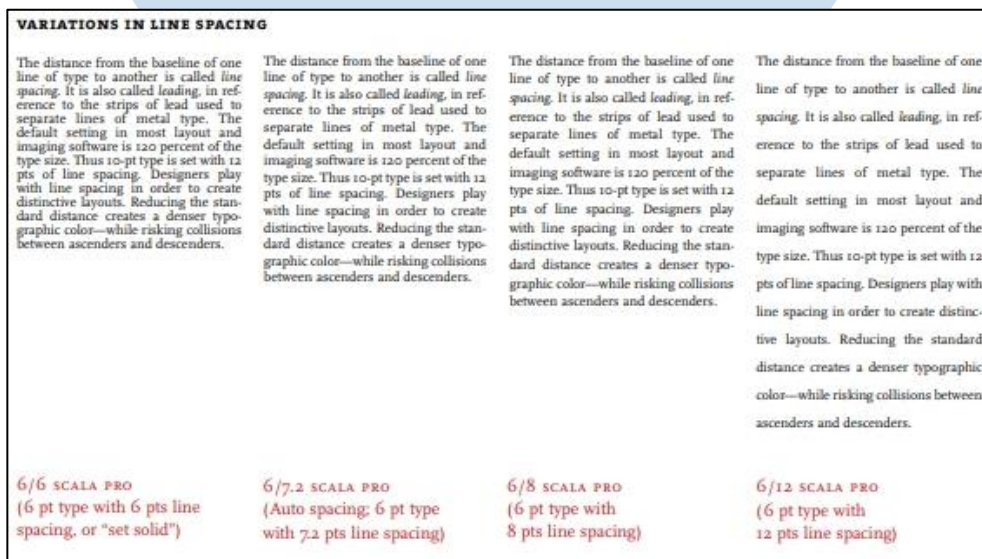 VARIATIONS IN LINE SPACING
The distance from the baseline of one
line of type to another is called line
spacing. It is also called leading, in ref-
erence to the strips of lead used to
separate lines of metal type. The
default setting in most layout and
imaging software is 120 percent of the
type size. Thus 10-pt type is set with 12
pts of line spacing. Designers play
with line spacing in order to create
distinctive layouts. Reducing the stan-
dard distance creates a denser typo-
graphic color—while risking collisions
between ascenders and descenders.
6/6 SCALA PRO
(6 pt type with 6 pts line
spacing, or “set solid”)
The distance from the baseline of one
line of type to another is called line
spacing. It is also called leading, in ref-
erence to the strips of lead used to
separate lines of metal type. The
default setting in most layout and
imaging software is 120 percent of the
type size. Thus 10-pt type is set with 12
pts of line spacing. Designers play
with line spacing in order to create
distinctive layouts. Reducing the stan-
dard distance creates a denser typo-
graphic color—while risking collisions
between ascenders and descenders.
6/7.2 SCALA PRO
(Auto spacing; 6 pt type
with 7.2 pts line spacing)
The distance from the baseline of one
line of type to another is called line
spacing. It is also called leading, in ref-
erence to the strips of lead used to
separate lines of metal type. The
default setting in most layout and
imaging software is 120 percent of the
type size. Thus 10-pt type is set with 12
pts of line spacing. Designers play
with line spacing in order to create
distinctive layouts. Reducing the stan-
dard distance creates a denser typo-
graphic color—while risking collisions
between ascenders and descenders.
6/8 SCALA PRO
(6 pt type with
8 pts line spacing)
The distance from the baseline of one
line of type to another is called line
spacing. It is also called leading, in ref-
erence to the strips of lead used to
separate lines of metal type. The
default setting in most layout and
imaging software is 120 percent of the
type size. Thus 10-pt type is set with 12
pts of line spacing. Designers play with
line spacing in order to create distinc-
tive layouts. Reducing the standard
distance creates a denser typographic
color—while risking collisions between
ascenders and descenders.
6/12 SCALA PRO
(6 pt type with
12 pts line spacing)